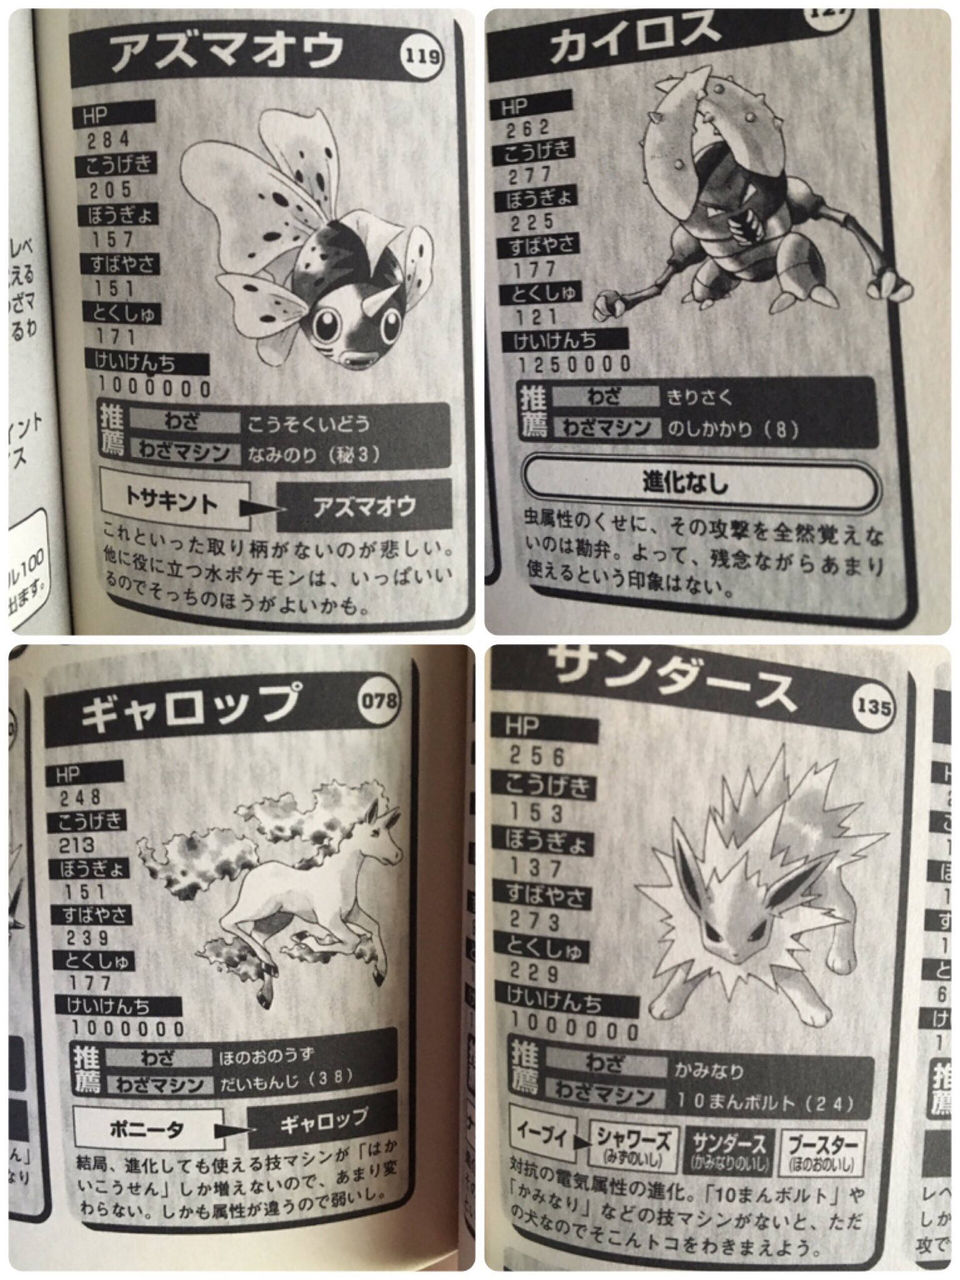 アズマオウ 119
HP
284
こうげき
205
ぼうぎょ
157
すばやさ
151
とくしゅ
171
けいけんち
1000000
推薦
わざ こうそくいどう
わざマシン なみのり（秘3）
トサキント アズマオウ
これといった取り柄がないのが悲しい。
他に役に立つ水ポケモンは、いっぱいい
るのでそっちのほうがよいかも。
カイロス 127
HP
262
こうげき
277
ぼうぎょ
225
すばやさ
177
とくしゅ
121
けいけんち
1250000
推薦
わざ きりさく
わざマシン のしかかり（8）
進化なし
虫属性のくせに、その攻撃を全然覚えな
いのは勘弁。よって、残念ながらあまり
使えるという印象はない。
ギャロップ 078
HP
248
こうげき
213
ぼうぎょ
151
すばやさ
239
とくしゅ
177
けいけんち
1000000
推薦
わざ ほのおのうず
わざマシン だいもんじ（38）
ポニータ ギャロップ
結局、進化しても使える技マシンが「はか
いこうせん」しか増えないので、あまり変
わらない。しかも属性が違うので弱いし。
サンダース 135
HP
256
こうげき
153
ぼうぎょ
137
すばやさ
273
とくしゅ
229
けいけんち
1000000
推薦
わざ かみなり
わざマシン 10まんボルト（24）
イーブイ シャワーズ（みずのいし） サンダース（かみなりのいし） ブースター（ほのおのいし）
対抗の電気属性の進化。「10まんボルト」や
「かみなり」などの技マシンがないと、ただ
の犬なのでそこんトコをわきまえよう。